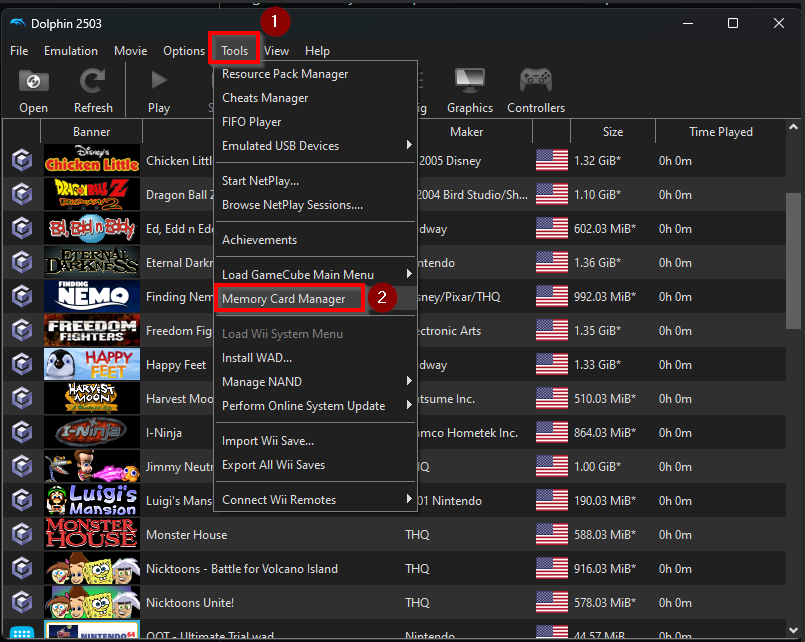 1
Dolphin 2503
File Emulation Movie Options Tools View Help
Open Refresh Play Graphics Controllers
Resource Pack Manager
Cheats Manager
FIFO Player
Emulated USB Devices
Start NetPlay...
Browse NetPlay Sessions....
Achievements
Load GameCube Main Menu
Memory Card Manager 2
Load Wii System Menu
Install WAD...
Manage NAND
Perform Online System Update
Import Wii Save...
Export All Wii Saves
Connect Wii Remotes
Banner Maker Size Time Played
Disney's Chicken Little Chicken Littl 2005 Disney 1.32 GiB* 0h 0m
DRAGON BALL Z BUDOKAI 2 Dragon Ball Z 2004 Bird Studio/Sh... 1.10 GiB* 0h 0m
Ed, Edd n Eddy Ed, Edd n Ed dway 602.03 MiB* 0h 0m
ETERNAL DARKNESS Eternal Dark ntendo 1.36 GiB* 0h 0m
FINDING NEMO Finding Nem sney/Pixar/THQ 992.03 MiB* 0h 0m
FREEDOM FIGHTERS Freedom Fig ectronic Arts 1.35 GiB* 0h 0m
HAPPY FEET Happy Feet 1.33 GiB* 0h 0m
HARVEST MOON Harvest Moo atsume Inc. 510.03 MiB* 0h 0m
I-NINJA I-Ninja amco Hometek Inc. 864.03 MiB* 0h 0m
Jimmy Neutr Q 1.00 GiB* 0h 0m
Luigi's Mansion Luigi's Mans 01 Nintendo 190.03 MiB* 0h 0m
MONSTER HOUSE Monster House THQ 588.03 MiB* 0h 0m
Nicktoons - Battle for Volcano Island THQ 916.03 MiB* 0h 0m
Nicktoons Unite! THQ 578.03 MiB* 0h 0m
NINTENDO 64 OOT - Ultimate Trial.wad Nintendo 44.57 MiB 0h 0m